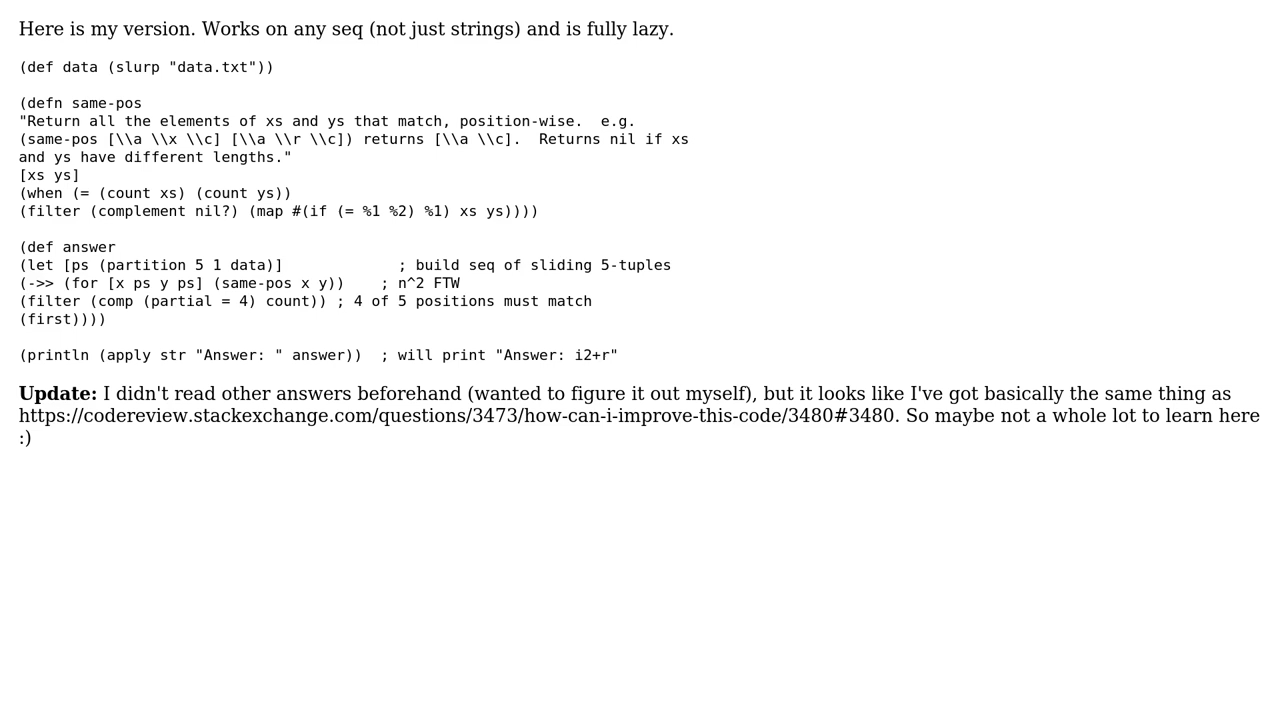 Here is my version. Works on any seq (not just strings) and is fully lazy.
(def data (slurp "data.txt"))
(defn same-pos
"Return all the elements of xs and ys that match, position-wise.  e.g.
(same-pos [\\a \\x \\c] [\\a \\r \\c]) returns [\\a \\c].  Returns nil if xs
and ys have different lengths."
[xs ys]
(when (= (count xs) (count ys))
(filter (complement nil?) (map #(if (= %1 %2) %1) xs ys))))
(def answer
(let [ps (partition 5 1 data)]             ; build seq of sliding 5-tuples
(->> (for [x ps y ps] (same-pos x y))    ; n^2 FTW
(filter (comp (partial = 4) count)) ; 4 of 5 positions must match
(first))))
(println (apply str "Answer: " answer))  ; will print "Answer: i2+r"
Update: I didn't read other answers beforehand (wanted to figure it out myself), but it looks like I've got basically the same thing as
https://codereview.stackexchange.com/questions/3473/how-can-i-improve-this-code/3480#3480. So maybe not a whole lot to learn here
:)